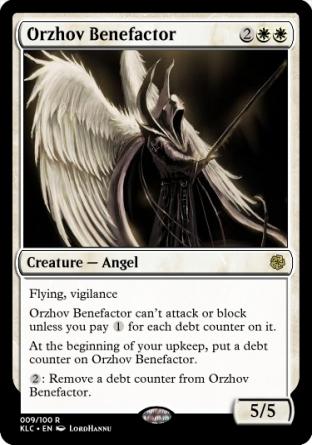 Orzhov Benefactor 2
Creature — Angel
Flying, vigilance
Orzhov Benefactor can't attack or block
unless you pay 1 for each debt counter on it.
At the beginning of your upkeep, put a debt
counter on Orzhov Benefactor.
2: Remove a debt counter from Orzhov
Benefactor.
5/5
009/100 R
KLC • EN LordHannu